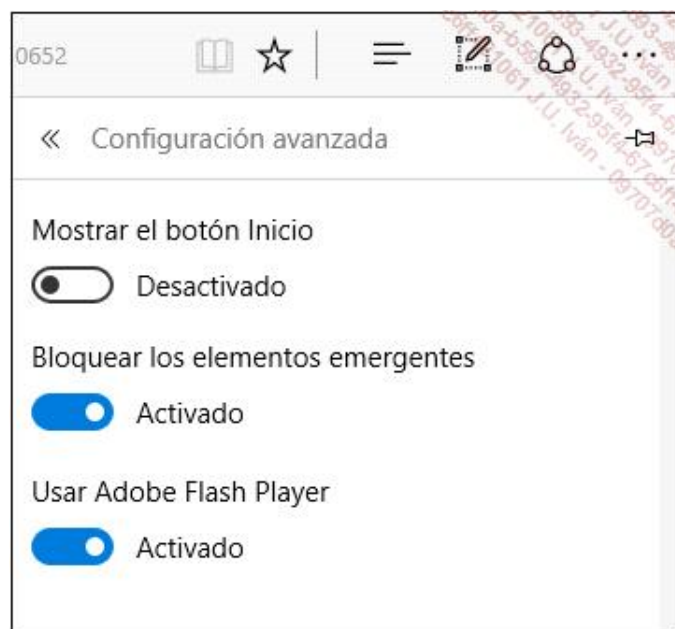 0652
Configuración avanzada
Mostrar el botón Inicio
Desactivado
Bloquear los elementos emergentes
Activado
Usar Adobe Flash Player
Activado